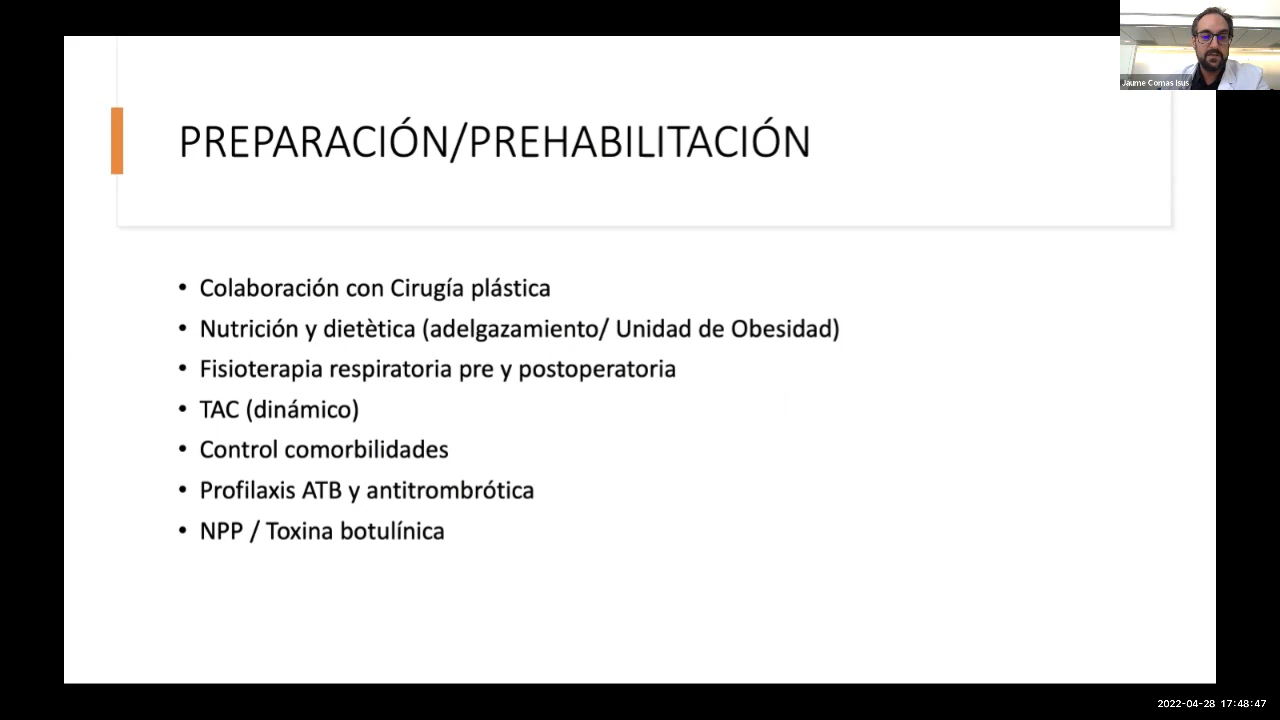 Jaume Comas Isus
PREPARACIÓN/PREHABILITACIÓN
• Colaboración con Cirugía plástica
• Nutrición y dietètica (adelgazamiento/ Unidad de Obesidad)
• Fisioterapia respiratoria pre y postoperatoria
• TAC (dinámico)
• Control comorbilidades
• Profilaxis ATB y antitrombrótica
• NPP / Toxina botulínica
2022-04-28 17:48:47